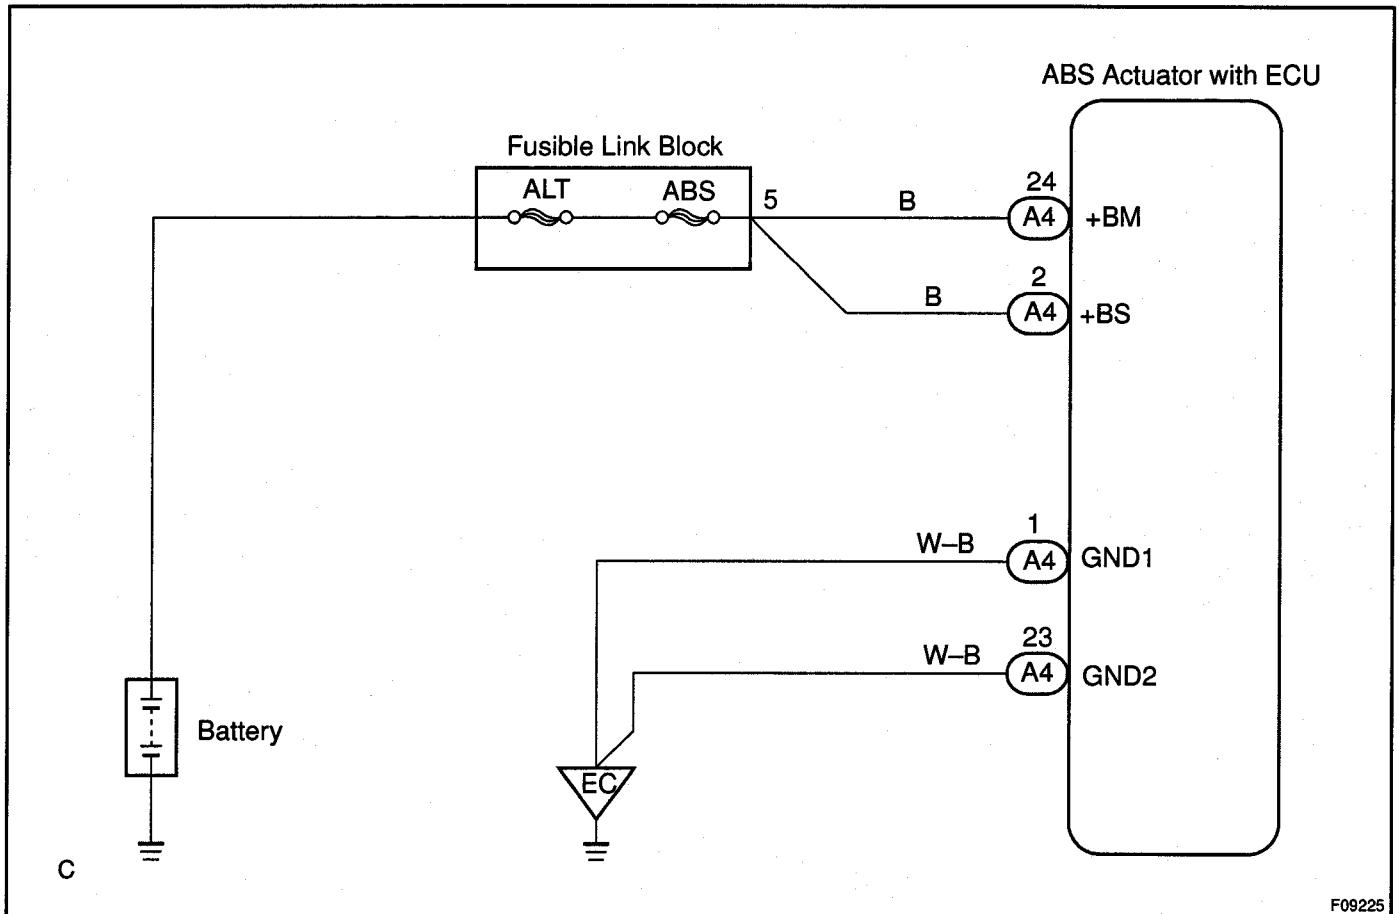 ABS Actuator with ECU
Fusible Link Block
ALT
ABS
5
B
24
A4
+BM
B
2
A4
+BS
W–B
1
A4
GND1
W–B
23
A4
GND2
Battery
EC
C
F09225